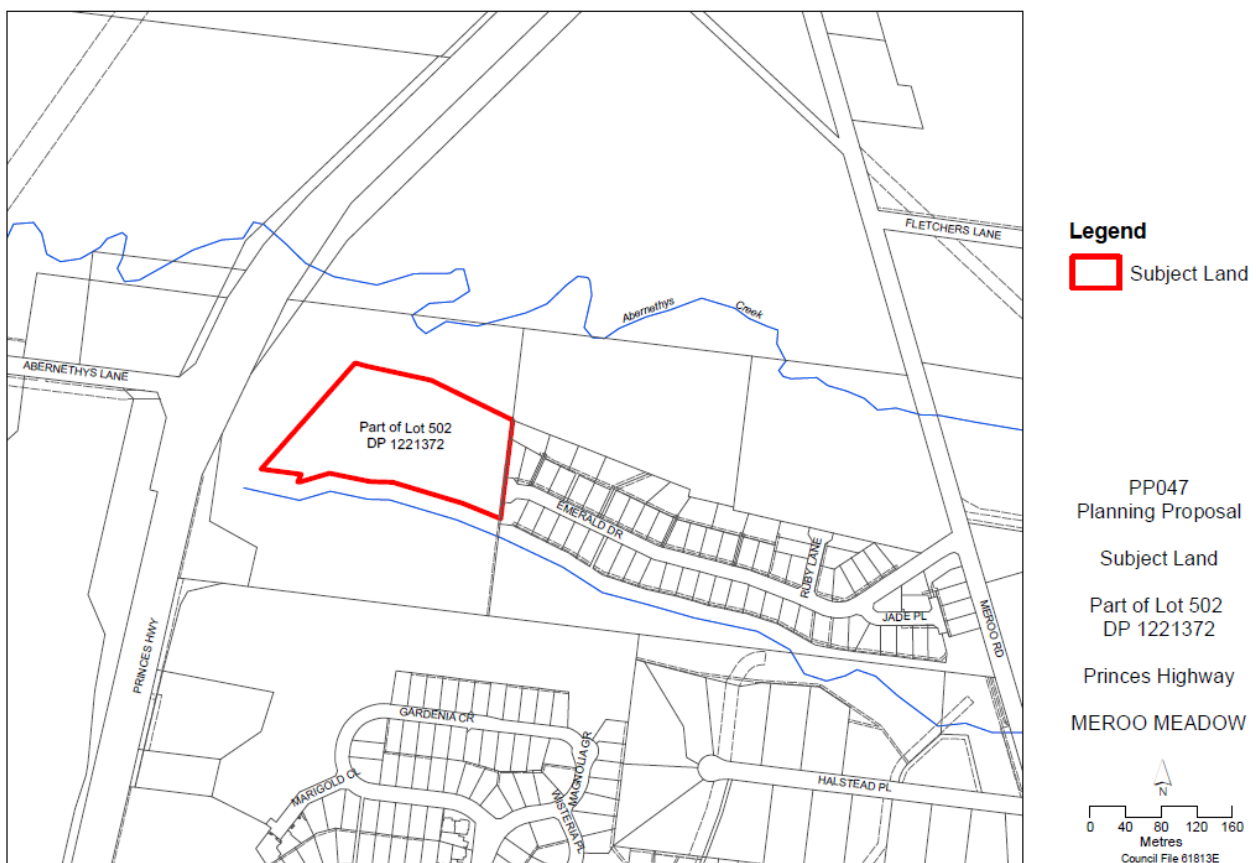 FLETCHERS LANE
Abernethys Creek
ABERNETHYS LANE
Part of Lot 502
DP 1221372
EMERALD DR
RUBY LANE
JADE PL
MEROO RD
PRINCES HWY
GARDENIA CR
MAGNOLIA GR
MARIGOLD CL
WISTERIA PL
HALSTEAD PL
Legend
Subject Land
PP047
Planning Proposal
Subject Land
Part of Lot 502
DP 1221372
Princes Highway
MEROO MEADOW
N
0 40 80 120 160
Metres
Council File 61813E